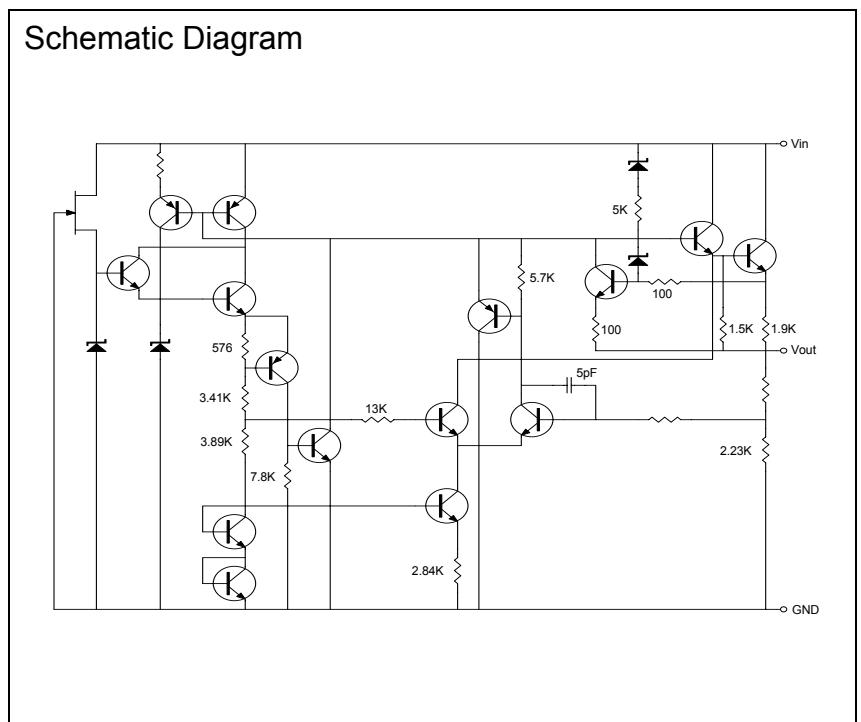 Schematic Diagram
Vin
5K
5.7K
100
100
1.5K
1.9K
Vout
576
5pF
3.41K
13K
3.89K
7.8K
2.23K
2.84K
GND